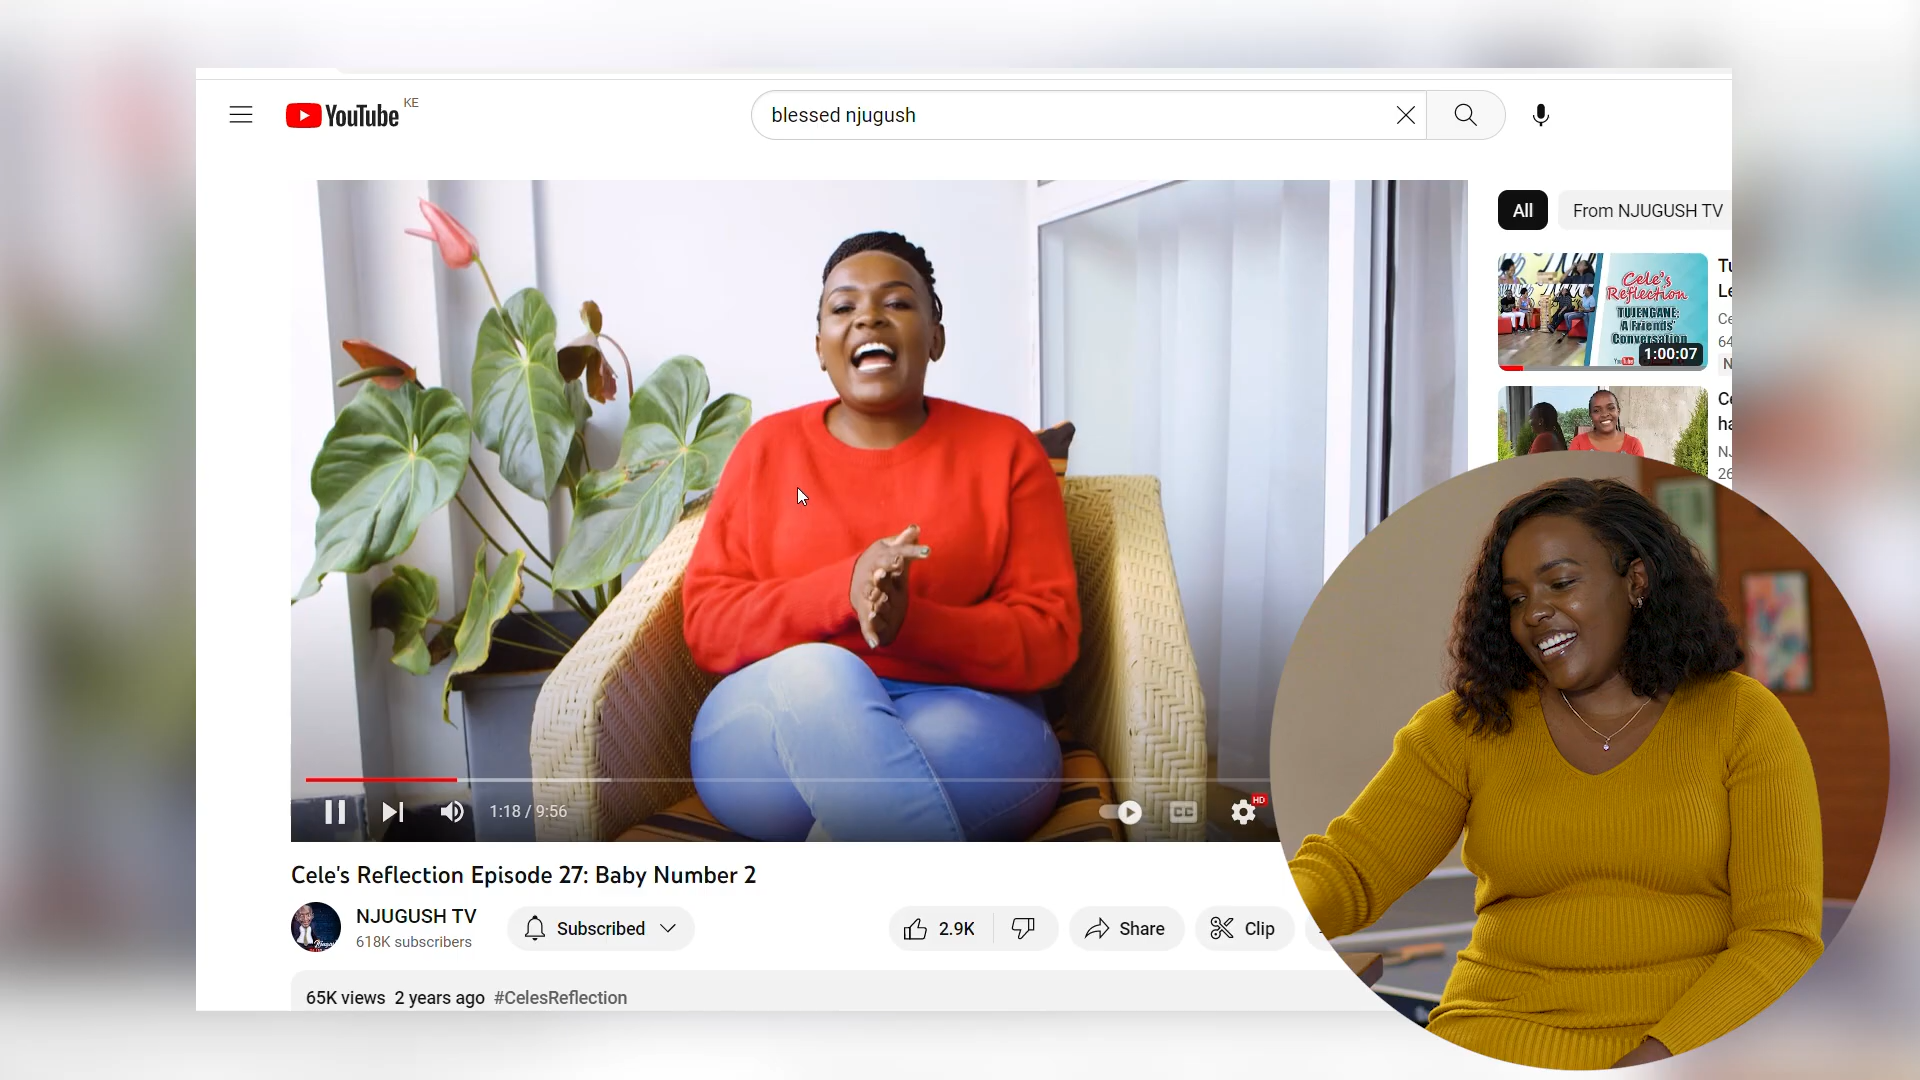 YouTube KE
blessed njugush
All
From NJUGUSH TV
Cele's
Reflection
TUJENGANE:
A Friends'
Conversation
1:00:07
1:18 / 9:56
CC
HD
Cele's Reflection Episode 27: Baby Number 2
NJUGUSH TV
618K subscribers
Subscribed
2.9K
Share
Clip
65K views 2 years ago #CelesReflection